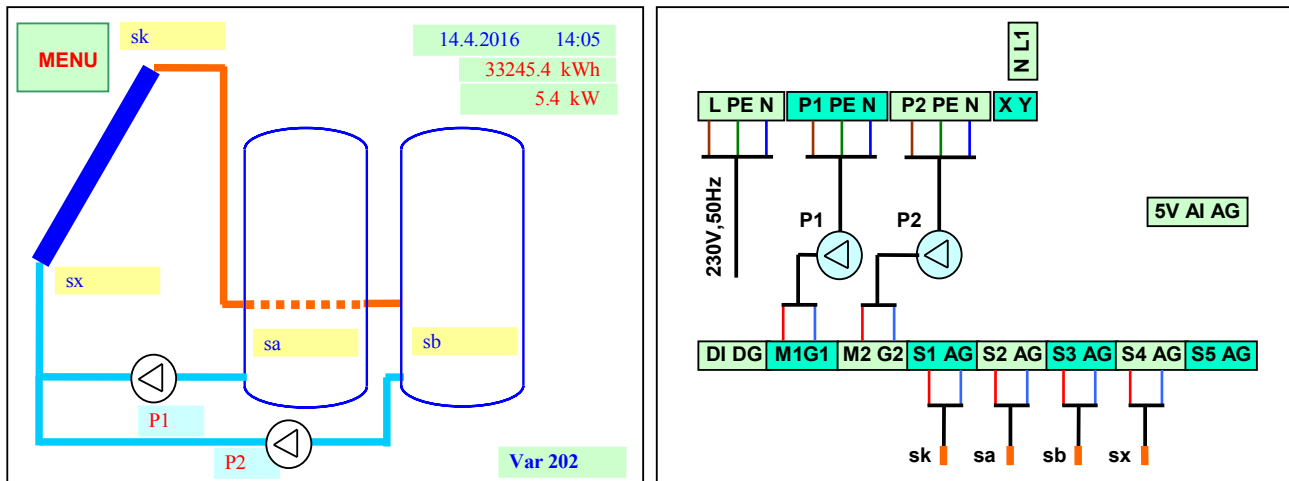 sk
MENU
14.4.2016 14:05
33245.4 kWh
5.4 kW
sx
sa
sb
P1
P2
Var 202
N L1
L PE N P1 PE N P2 PE N X Y
230V,50Hz
P1
P2
5V AI AG
DI DG M1G1 M2 G2 S1 AG S2 AG S3 AG S4 AG S5 AG
sk sa sb sx